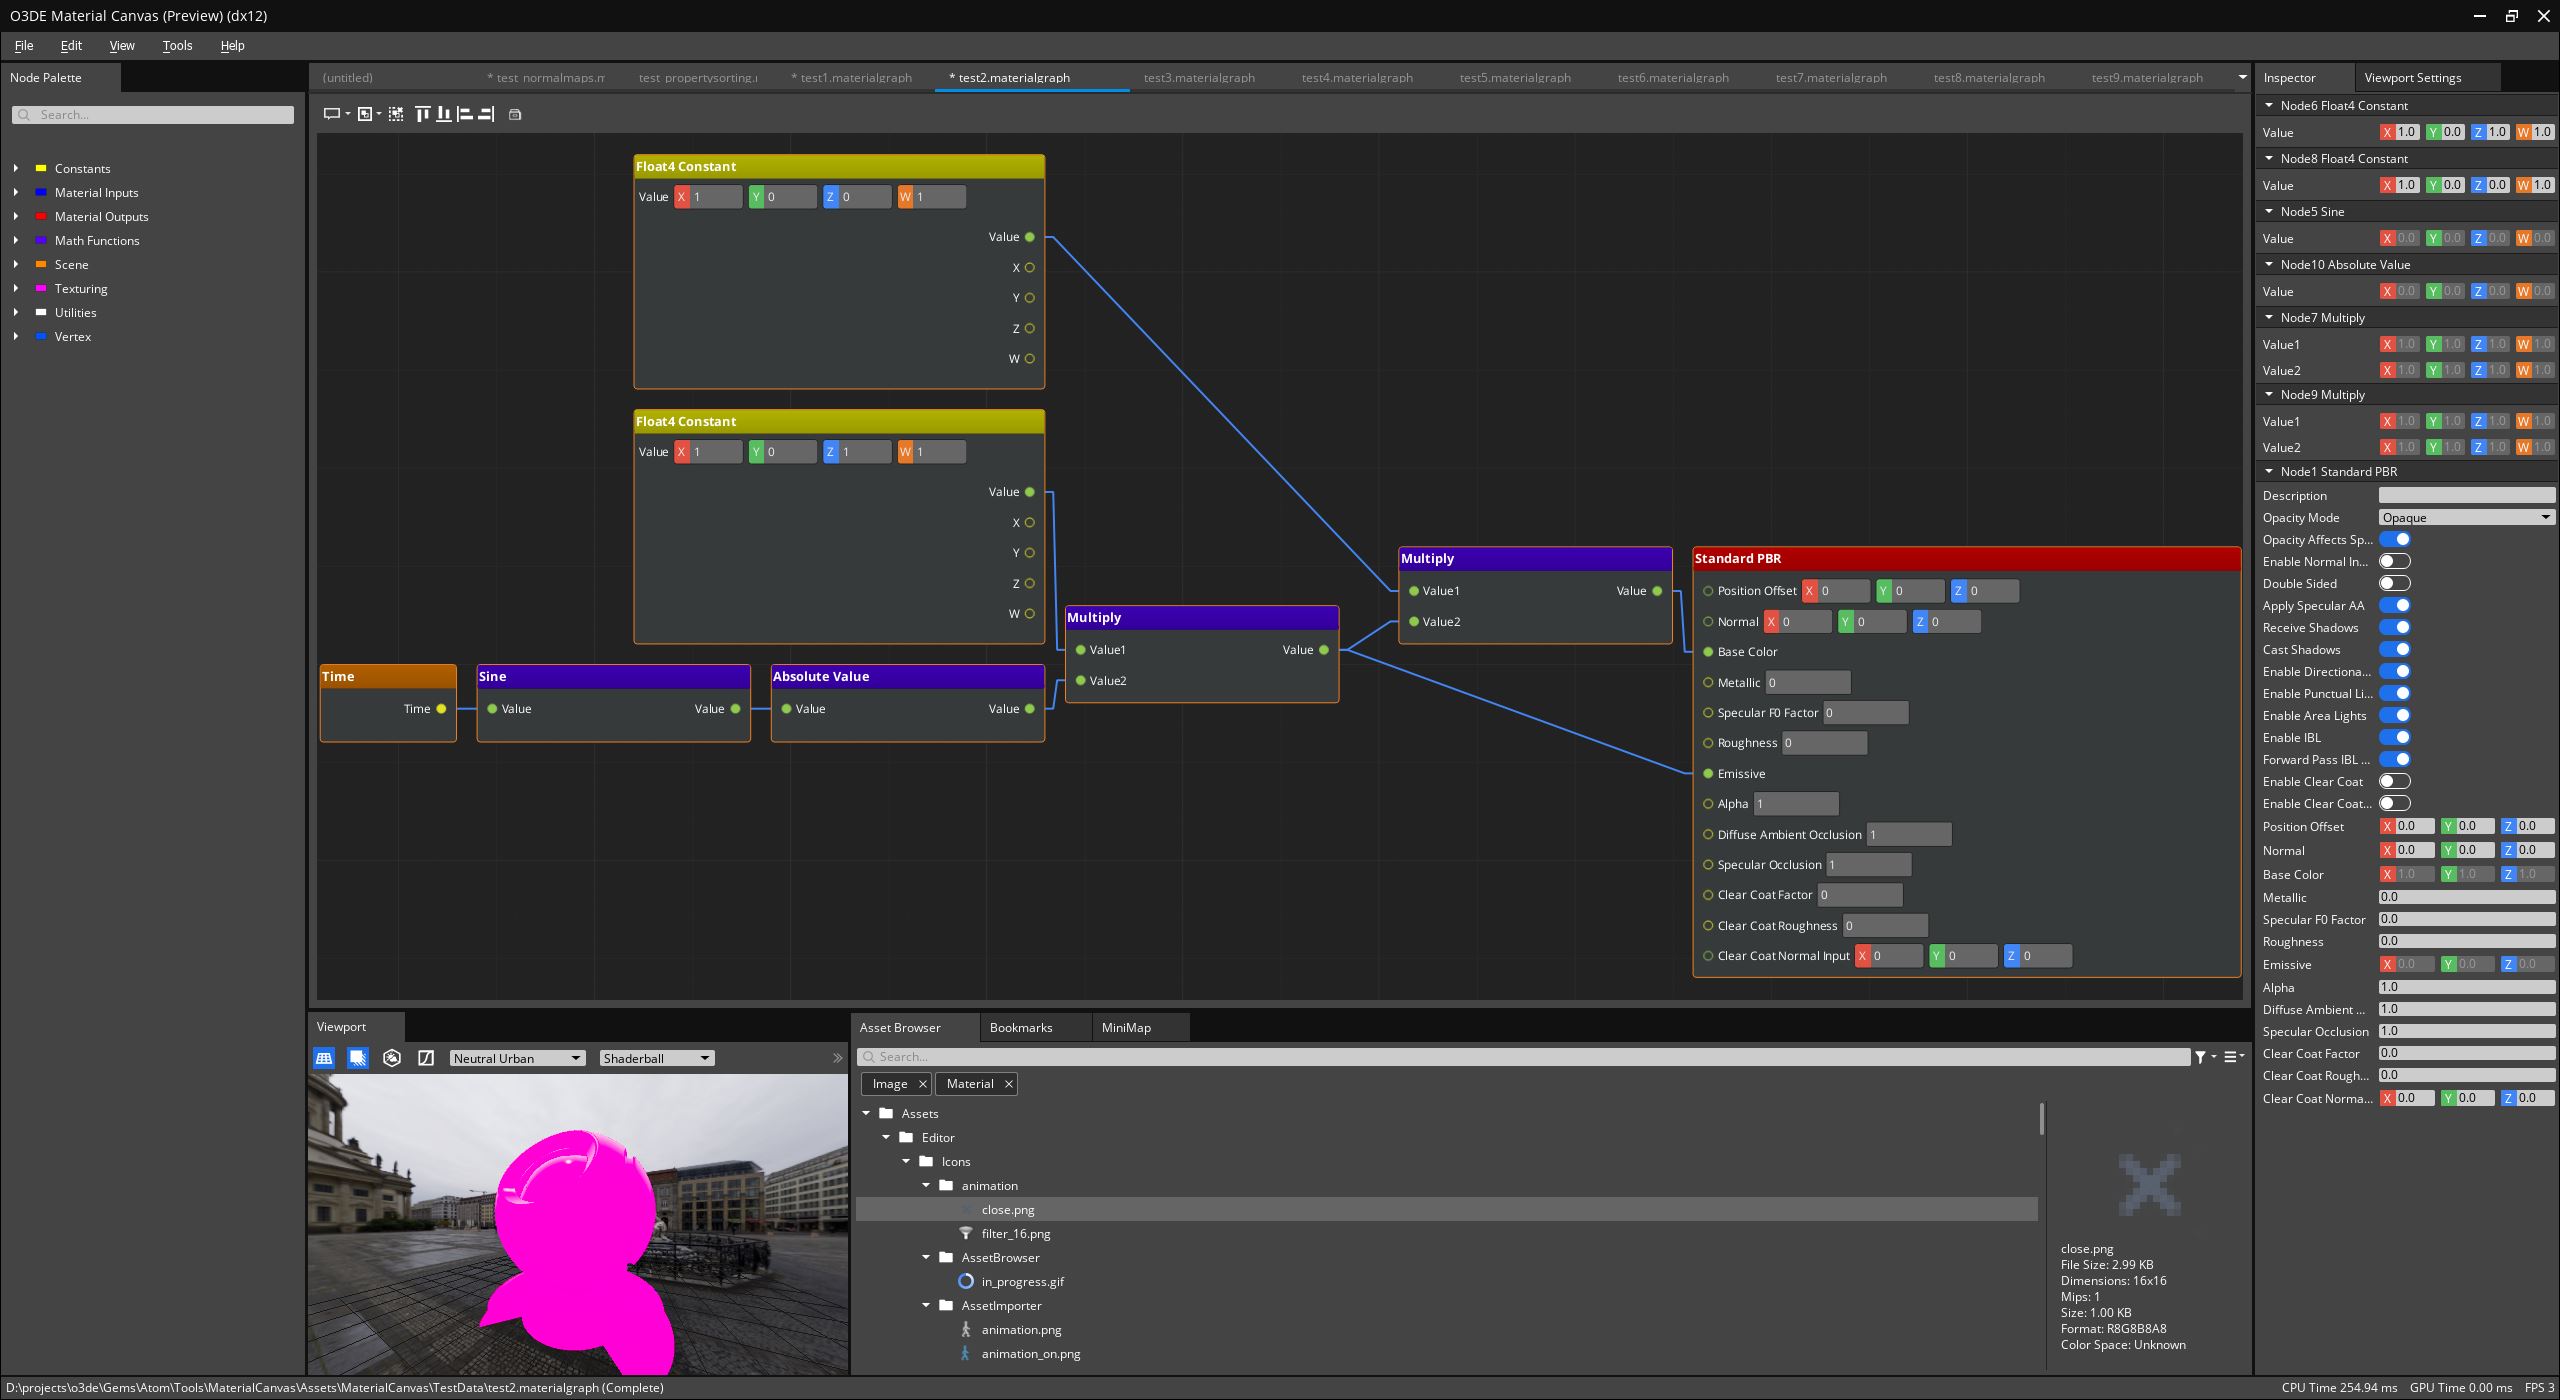 O3DE Material Canvas (Preview) (dx12)
File Edit View Tools Help
Node Palette
Search...
Constants
Material Inputs
Material Outputs
Math Functions
Scene
Texturing
Utilities
Vertex
(untitled) * test_normalmaps.m test_propertysorting. * test1.materialgraph * test2.materialgraph test3.materialgraph test4.materialgraph test5.materialgraph test6.materialgraph test7.materialgraph test8.materialgraph test9.materialgraph
Float4 Constant
Value X 1 Y 0 Z 0 W 1
Value
X
Y
Z
W
Float4 Constant
Value X 1 Y 0 Z 1 W 1
Value
X
Y
Z
W
Time
Time
Sine
Value Value
Absolute Value
Value Value
Multiply
Value1 Value
Value2
Multiply
Value1 Value
Value2
Standard PBR
Position Offset X 0 Y 0 Z 0
Normal X 0 Y 0 Z 0
Base Color
Metallic 0
Specular F0 Factor 0
Roughness 0
Emissive
Alpha 1
Diffuse Ambient Occlusion 1
Specular Occlusion 1
Clear Coat Factor 0
Clear Coat Roughness 0
Clear Coat Normal Input X 0 Y 0 Z 0
Viewport
Neutral Urban Shaderball
Asset Browser Bookmarks MiniMap
Search...
Image Material
Assets
Editor
Icons
animation
close.png
filter_16.png
AssetBrowser
in_progress.gif
AssetImporter
animation.png
animation_on.png
close.png
File Size: 2.99 KB
Dimensions: 16x16
Mips: 1
Size: 1.00 KB
Format: R8G8B8A8
Color Space: Unknown
Inspector Viewport Settings
Node6 Float4 Constant
Value X 1.0 Y 0.0 Z 1.0 W 1.0
Node8 Float4 Constant
Value X 1.0 Y 0.0 Z 0.0 W 1.0
Node5 Sine
Value X 0.0 Y 0.0 Z 0.0 W 0.0
Node10 Absolute Value
Value X 0.0 Y 0.0 Z 0.0 W 0.0
Node7 Multiply
Value1 X 1.0 Y 1.0 Z 1.0 W 1.0
Value2 X 1.0 Y 1.0 Z 1.0 W 1.0
Node9 Multiply
Value1 X 1.0 Y 1.0 Z 1.0 W 1.0
Value2 X 1.0 Y 1.0 Z 1.0 W 1.0
Node1 Standard PBR
Description
Opacity Mode Opaque
Opacity Affects Sp...
Enable Normal In...
Double Sided
Apply Specular AA
Receive Shadows
Cast Shadows
Enable Directiona...
Enable Punctual Li...
Enable Area Lights
Enable IBL
Forward Pass IBL ...
Enable Clear Coat
Enable Clear Coat...
Position Offset X 0.0 Y 0.0 Z 0.0
Normal X 0.0 Y 0.0 Z 0.0
Base Color X 1.0 Y 1.0 Z 1.0
Metallic 0.0
Specular F0 Factor 0.0
Roughness 0.0
Emissive X 0.0 Y 0.0 Z 0.0
Alpha 1.0
Diffuse Ambient ... 1.0
Specular Occlusion 1.0
Clear Coat Factor 0.0
Clear Coat Rough... 0.0
Clear Coat Norma... X 0.0 Y 0.0 Z 0.0
D:\projects\o3de\Gems\Atom\Tools\MaterialCanvas\Assets\MaterialCanvas\TestData\test2.materialgraph (Complete) CPU Time 254.94 ms GPU Time 0.00 ms FPS 3